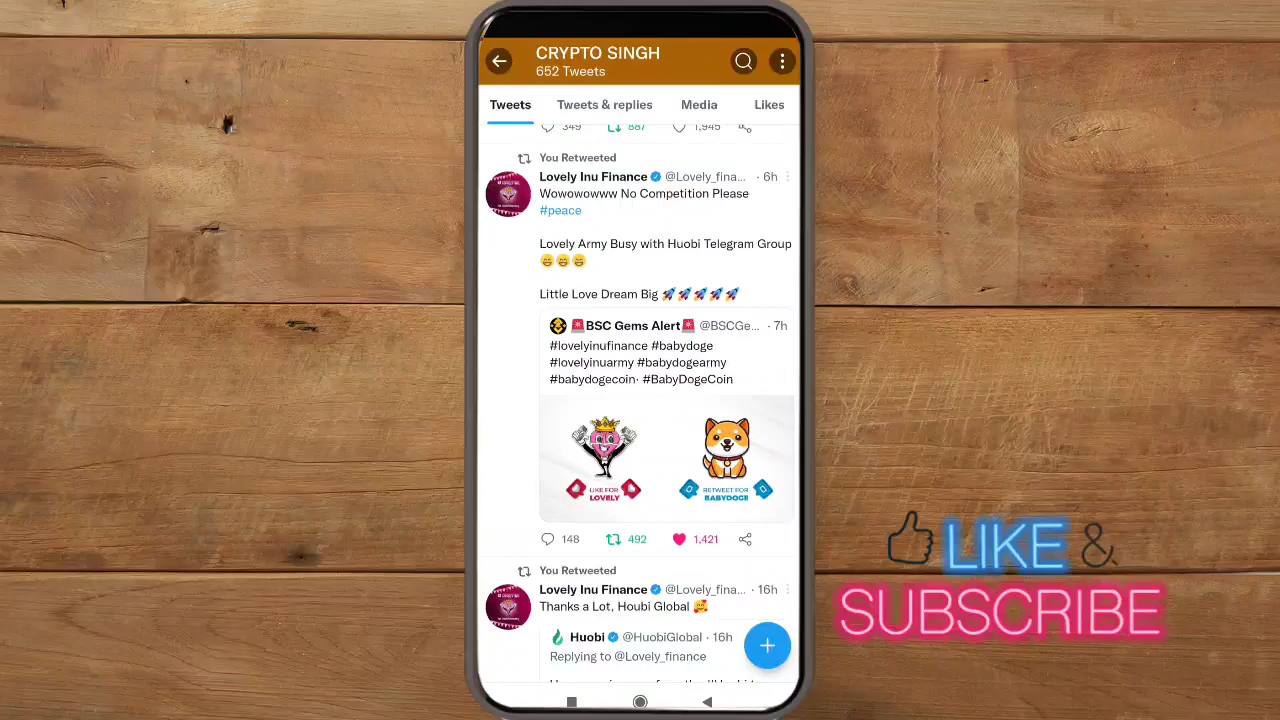 CRYPTO SINGH
652 Tweets
Tweets
Tweets & replies
Media
Likes
349
887
1,945
You Retweeted
Lovely Inu Finance @Lovely_fina... · 6h
Wowowowww No Competition Please
#peace
Lovely Army Busy with Huobi Telegram Group
😄😄😄
Little Love Dream Big 🚀🚀🚀🚀🚀
🚨BSC Gems Alert🚨 @BSCGe... · 7h
#lovelyinufinance #babydoge
#lovelyinuarmy #babydogearmy
#babydogecoin· #BabyDogeCoin
LIKE FOR
LOVELY
RETWEET FOR
BABYDOGE
148
492
1,421
You Retweeted
Lovely Inu Finance @Lovely_fina... · 16h
Thanks a Lot, Houbi Global 🥰
Huobi @HuobiGlobal · 16h
Replying to @Lovely_finance
LIKE &
SUBSCRIBE